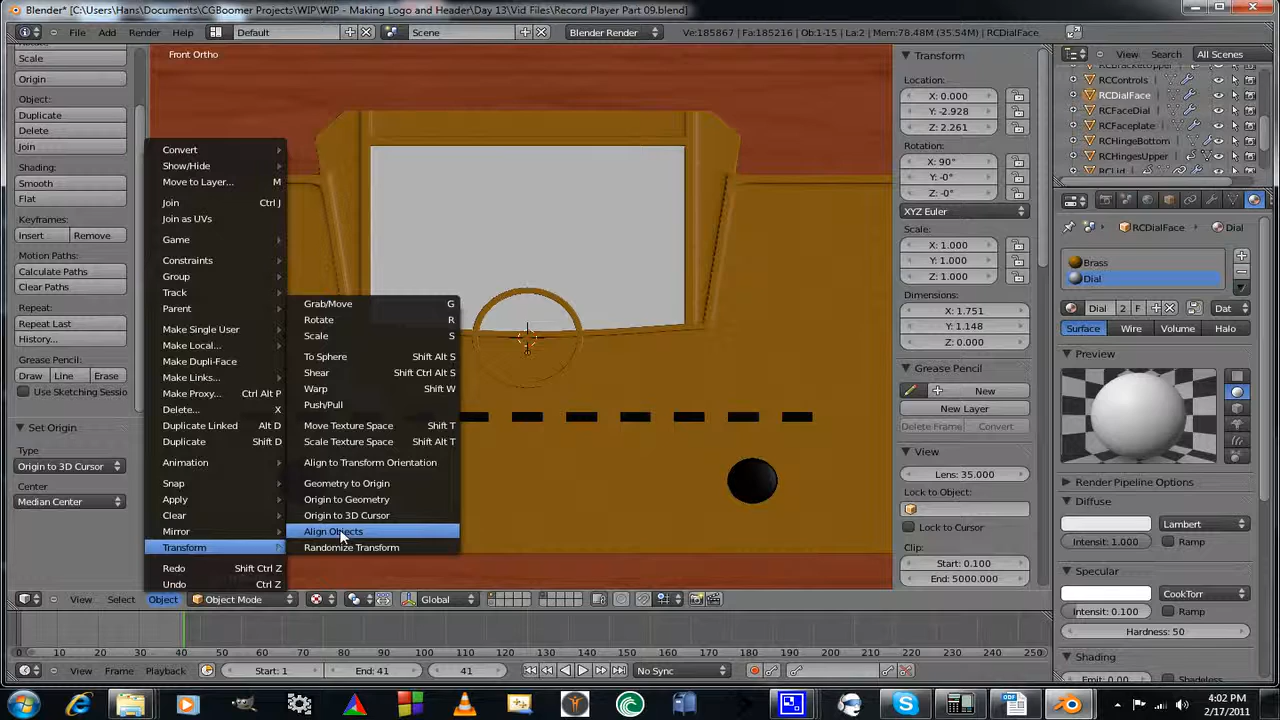 Blender* [C:\Users\Hans\Documents\CGBoomer Projects\WIP\WIP - Making Logo and Header\Day 13\Vid Files\Record Player Part 09.blend]
File Add Render Help Default Scene Blender Render Ve:185867 | Fa:185216 | Ob:1-15 | La:2 | Mem:78.48M (35.54M) | RCDialFace
Scale
Origin
Object:
Duplicate
Delete
Join
Shading:
Smooth
Flat
Keyframes:
Insert Remove
Motion Paths:
Calculate Paths
Clear Paths
Repeat:
Repeat Last
History...
Grease Pencil:
Draw Line Erase
Use Sketching Sessio
Set Origin
Type
Origin to 3D Cursor
Center
Median Center
Front Ortho
Convert
Show/Hide
Move to Layer... M
Join Ctrl J
Join as UVs
Game
Constraints
Group
Track
Parent
Make Single User
Make Local...
Make Dupli-Face
Make Links...
Make Proxy... Ctrl Alt P
Delete... X
Duplicate Linked Alt D
Duplicate Shift D
Animation
Snap
Apply
Clear
Mirror
Transform
Redo Shift Ctrl Z
Undo Ctrl Z
Grab/Move G
Rotate R
Scale S
To Sphere Shift Alt S
Shear Shift Ctrl Alt S
Warp Shift W
Push/Pull
Move Texture Space Shift T
Scale Texture Space Shift Alt T
Align to Transform Orientation
Geometry to Origin
Origin to Geometry
Origin to 3D Cursor
Align Objects
Randomize Transform
Transform
Location:
X: 0.000
Y: -2.928
Z: 2.261
Rotation:
X: 90°
Y: -0°
Z: -0°
XYZ Euler
Scale:
X: 1.000
Y: 1.000
Z: 1.000
Dimensions:
X: 1.751
Y: 1.148
Z: 0.000
Grease Pencil
New
New Layer
Delete Frame Convert
View
Lens: 35.000
Lock to Object:
Lock to Cursor
Clip:
Start: 0.100
End: 5000.000
View Search All Scenes
RCBracketUpper
RCControls
RCDialFace
RCFaceDial
RCFaceplate
RCHingeBottom
RCHingesUpper
RCLid
RCDialFace Dial
Brass
Dial
Dial 2 F Dat
Surface Wire Volume Halo
Preview
Render Pipeline Options
Diffuse
Lambert
Intensit: 1.000 Ramp
Specular
CookTorr
Intensit: 0.100 Ramp
Hardness: 50
Shading
Emit: 0.00 Shadeless
View Select Object Object Mode Global
0 10 20 30 40 50 60 70 80 90 100 110 120 130 140 150 160 170 180 190 200 210 220 230 240 250
View Frame Playback Start: 1 End: 41 41 No Sync
4:02 PM
2/17/2011